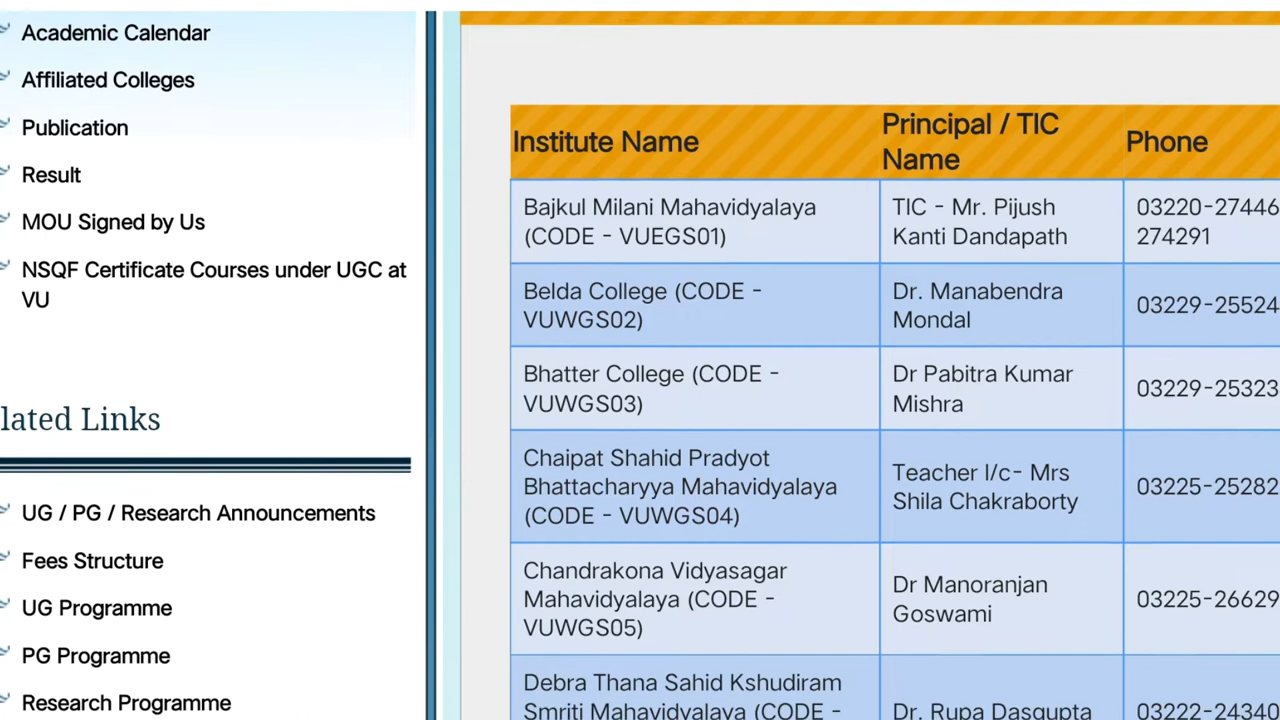 Academic Calendar
Affiliated Colleges
Publication
Result
MOU Signed by Us
NSQF Certificate Courses under UGC at
VU
lated Links
UG / PG / Research Announcements
Fees Structure
UG Programme
PG Programme
Research Programme
Institute Name
Principal / TIC
Name
Phone
Bajkul Milani Mahavidyalaya
(CODE - VUEGS01)
TIC - Mr. Pijush
Kanti Dandapath
03220-27446
274291
Belda College (CODE -
VUWGS02)
Dr. Manabendra
Mondal
03229-25524
Bhatter College (CODE -
VUWGS03)
Dr Pabitra Kumar
Mishra
03229-25323
Chaipat Shahid Pradyot
Bhattacharyya Mahavidyalaya
(CODE - VUWGS04)
Teacher I/c- Mrs
Shila Chakraborty
03225-25282
Chandrakona Vidyasagar
Mahavidyalaya (CODE -
VUWGS05)
Dr Manoranjan
Goswami
03225-26629
Debra Thana Sahid Kshudiram
Smriti Mahavidyalaya (CODE -
Dr. Rupa Dasgupta
03222-24340